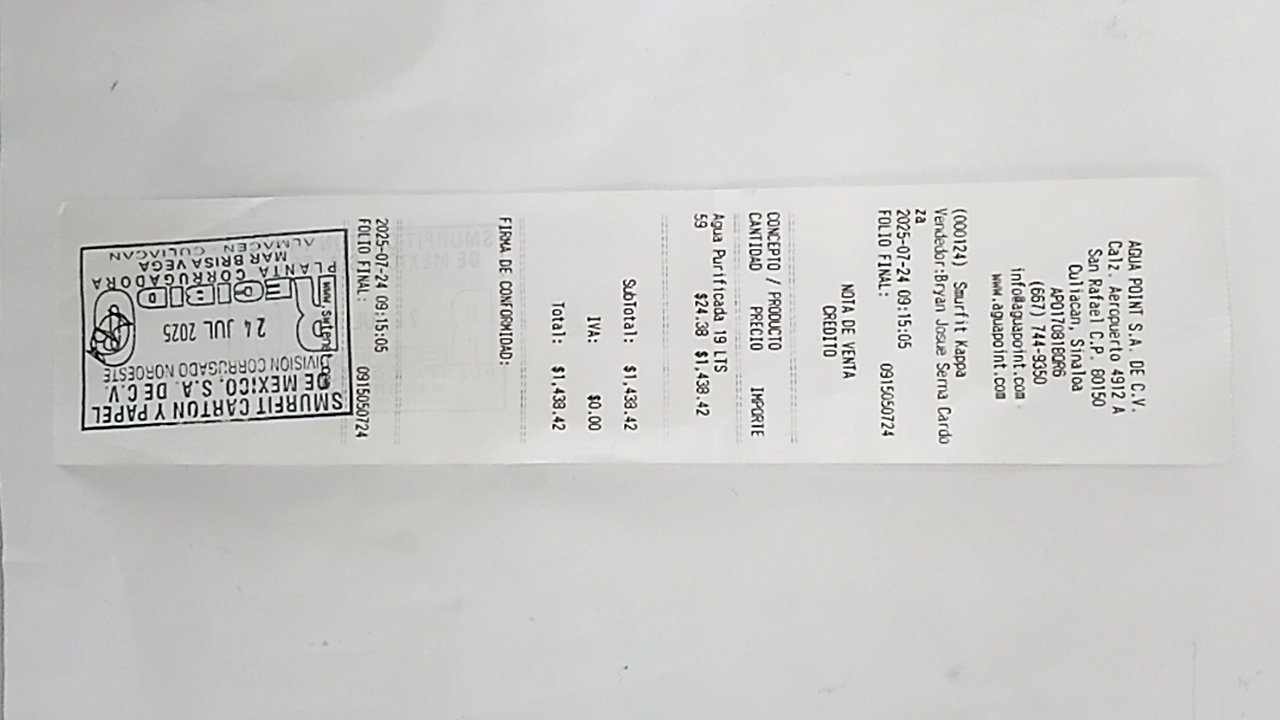 AGUA POINT S.A. DE C.V.
Calz. Aeropuerto 4912 A
San Rafael C.P. 80150
Culiacan, Sinaloa
APO170818QR6
(667) 744-9350
info@aguapoint.com
www.aguapoint.com
(000124) Smurfit Kappa
Vendedor:Bryan Josue Serna Cardo
za
2025-07-24 09:15:05
FOLIO FINAL: 0915050724
NOTA DE VENTA
CREDITO
CONCEPTO / PRODUCTO
CANTIDAD PRECIO IMPORTE
Agua Purificada 19 LTS
59 $24.38 $1,438.42
SubTotal: $1,438.42
IVA: $0.00
Total: $1,438.42
FIRMA DE CONFORMIDAD:
2025-07-24 09:15:05
FOLIO FINAL: 0915050724
SMURFIT CARTON Y PAPEL
DE MEXICO, S.A. DE C.V.
DIVISION CORRUGADO NOROESTE
24 JUL 2025
RECIBIDO
PLANTA CORRUGADORA
MAR BRISA VEGA
ALMACEN - CULIACAN